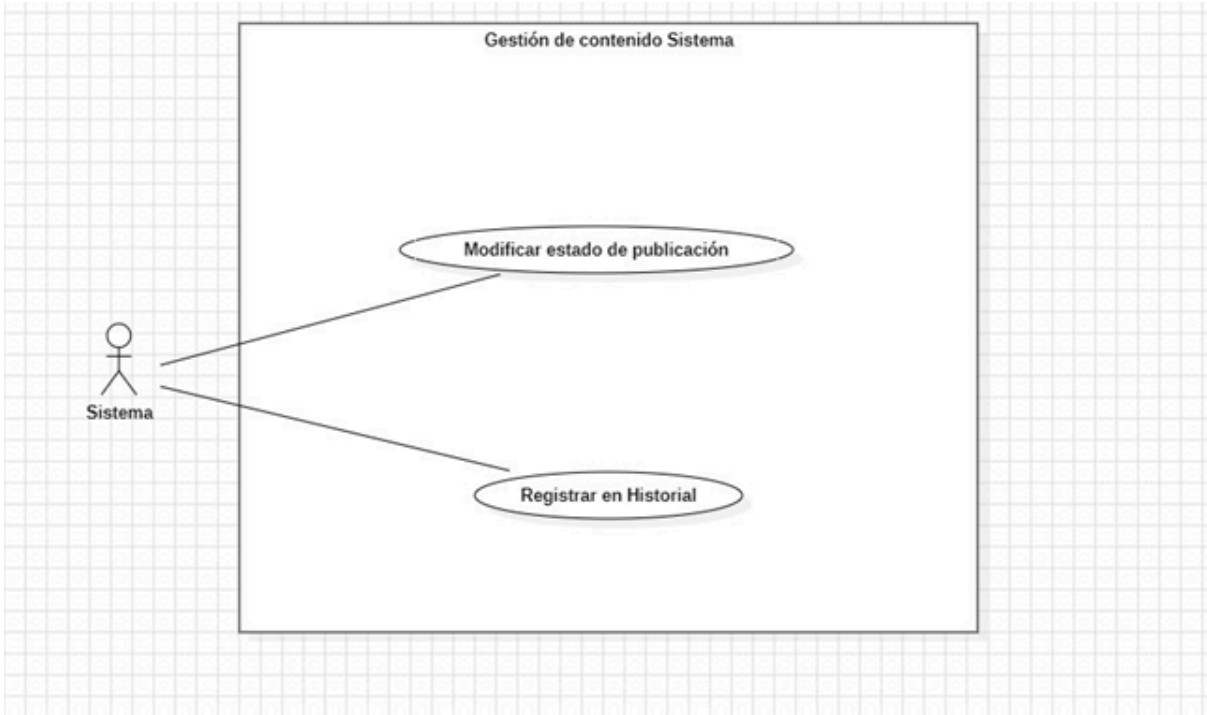 Gestión de contenido Sistema
Modificar estado de publicación
Sistema
Registrar en Historial